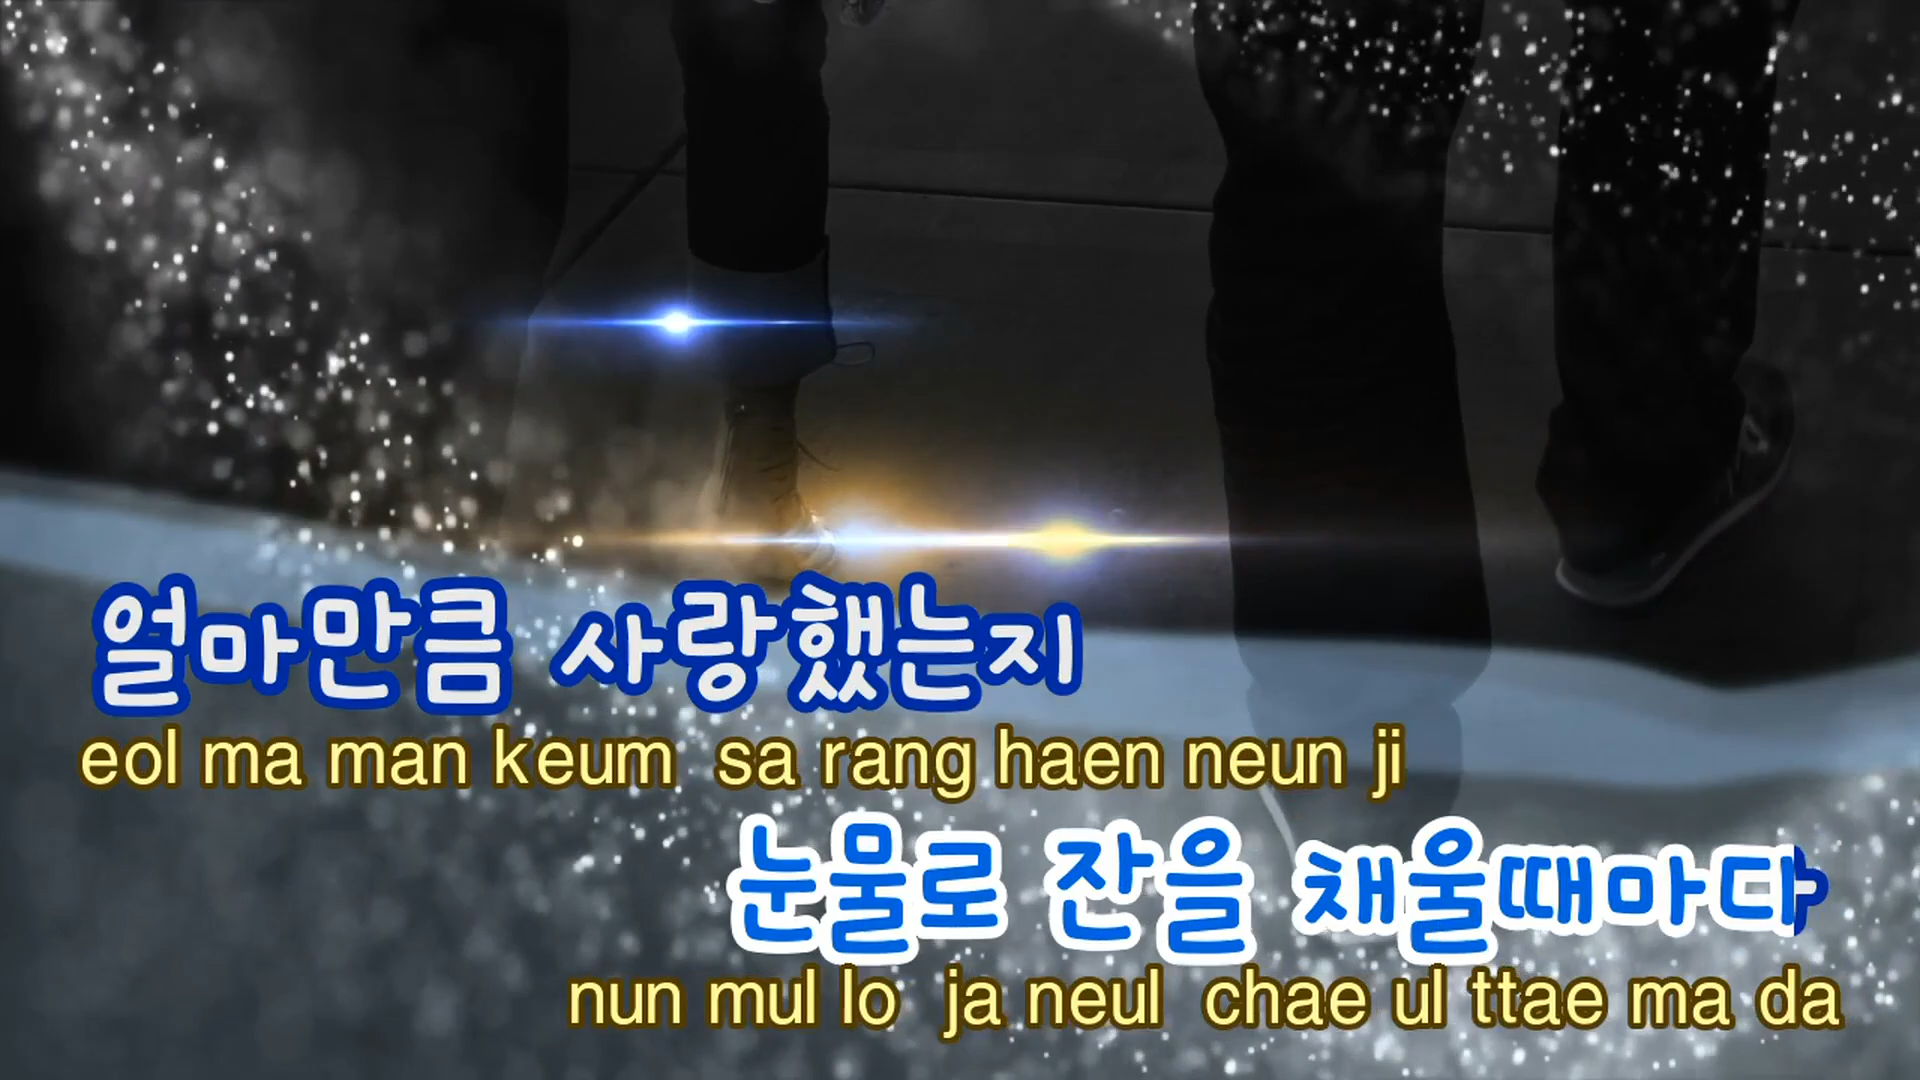 얼마만큼 사랑했는지
eol ma man keum sa rang haen neun ji
눈물로 잔을 채울때마다
nun mul lo ja neul chae ul ttae ma da